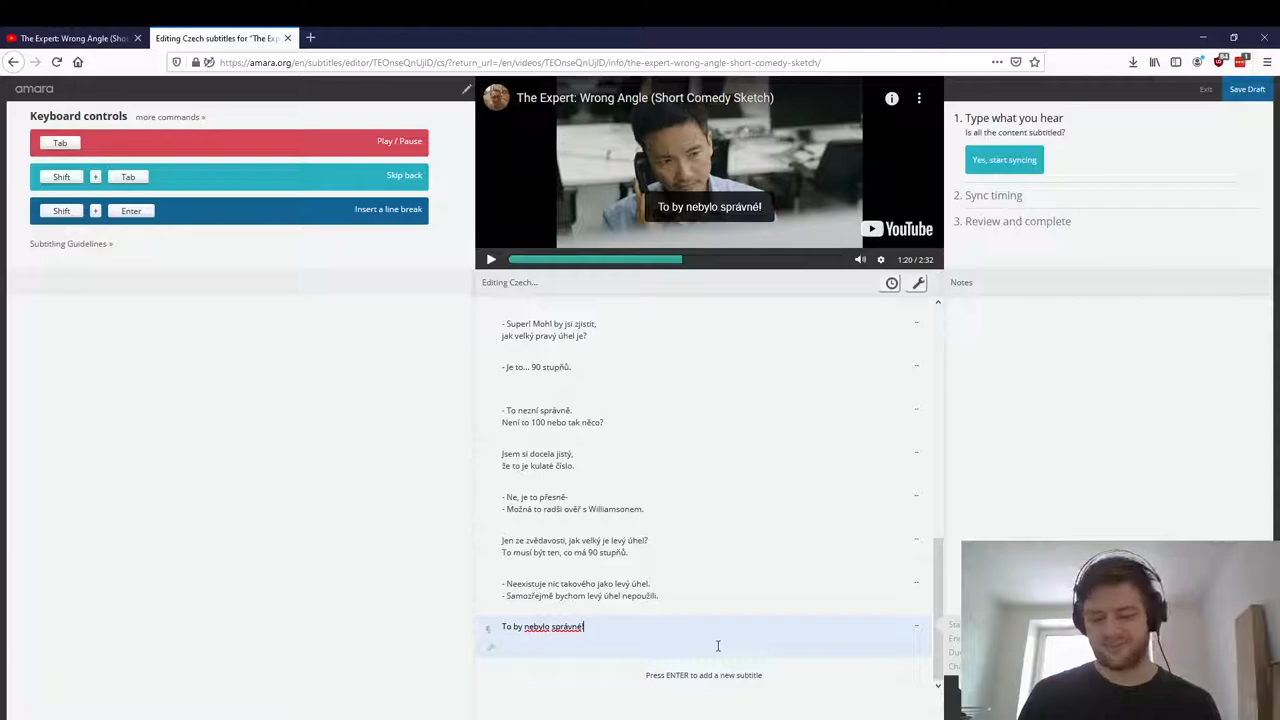 The Expert: Wrong Angle (Sho
Editing Czech subtitles for "The Exp
https://amara.org/en/subtitles/editor/TEOnseQnUjID/cs/?return_url=/en/videos/TEOnseQnUjID/info/the-expert-wrong-angle-short-comedy-sketch/
amara
Exit
Save Draft
Keyboard controls
more commands »
Tab
Play / Pause
Shift + Tab
Skip back
Shift + Enter
Insert a line break
Subtitling Guidelines »
The Expert: Wrong Angle (Short Comedy Sketch)
To by nebylo správné!
YouTube
1:20 / 2:32
1. Type what you hear
Is all the content subtitled?
Yes, start syncing
2. Sync timing
3. Review and complete
Editing Czech...
Notes
- Super! Mohl by jsi zjistit,
jak velký pravý úhel je?
--
- Je to... 90 stupňů.
--
- To nezní správně.
Není to 100 nebo tak něco?
--
Jsem si docela jistý,
že to je kulaté číslo.
--
- Ne, je to přesně-
- Možná to radši ověř s Williamsonem.
--
Jen ze zvědavosti, jak velký je levý úhel?
To musí být ten, co má 90 stupňů.
--
- Neexistuje nic takového jako levý úhel.
- Samozřejmě bychom levý úhel nepoužili.
--
To by nebylo správné!
--
Press ENTER to add a new subtitle